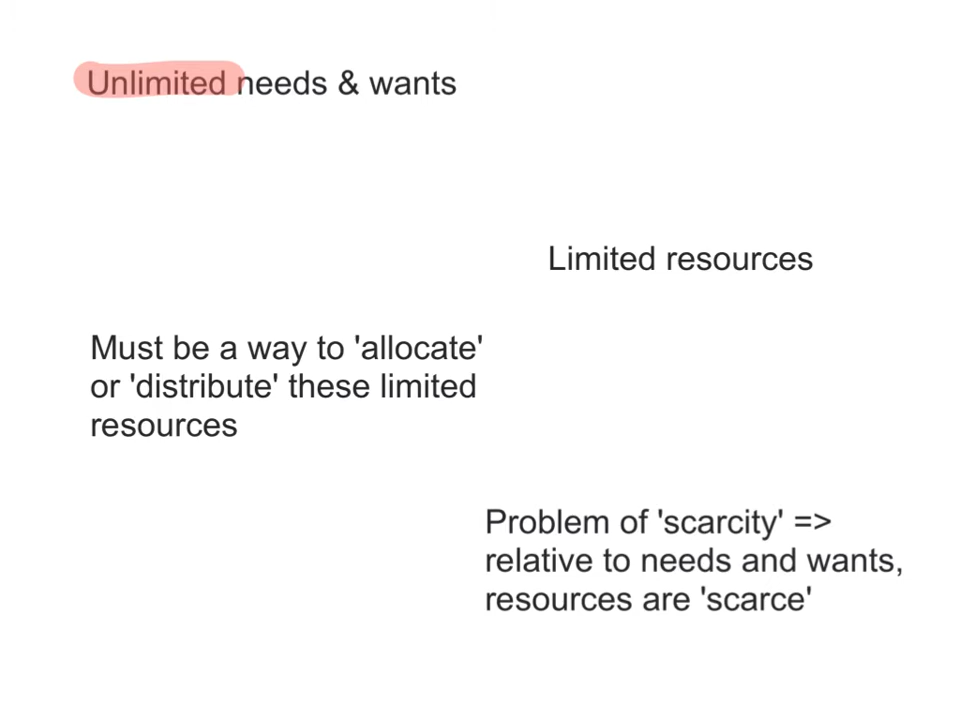 Unlimited needs & wants
Limited resources
Must be a way to 'allocate'
or 'distribute' these limited
resources
Problem of 'scarcity' =>
relative to needs and wants,
resources are 'scarce'